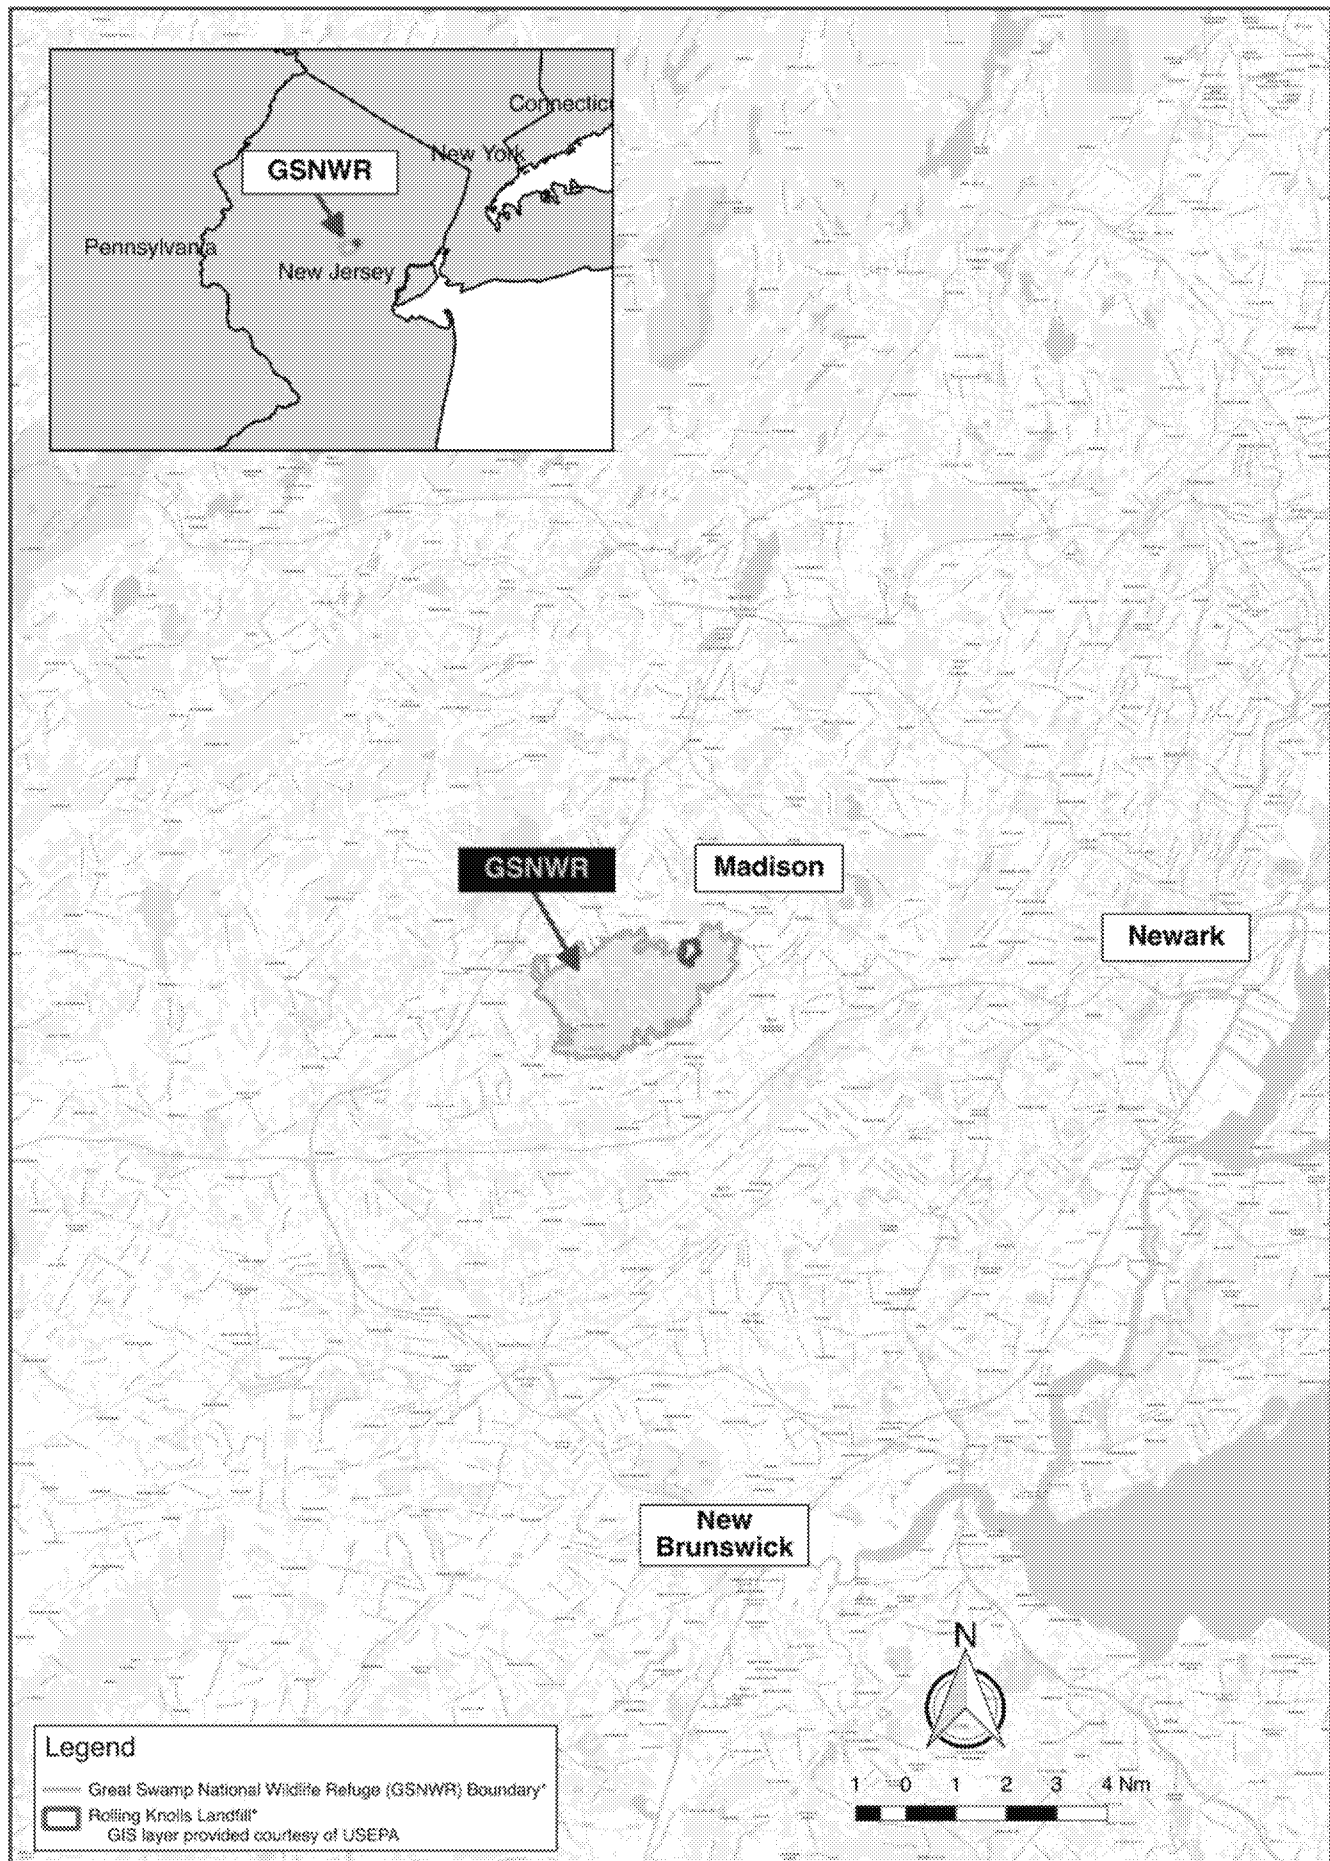 Connecticu
New York
GSNWR
Pennsylvania
New Jersey
GSNWR
Madison
Newark
New
Brunswick
N
1 0 1 2 3 4 Nm
Legend
Great Swamp National Wildlife Refuge (GSNWR) Boundary*
Rolling Knolls Landfill*
GIS layer provided courtesy of USEPA